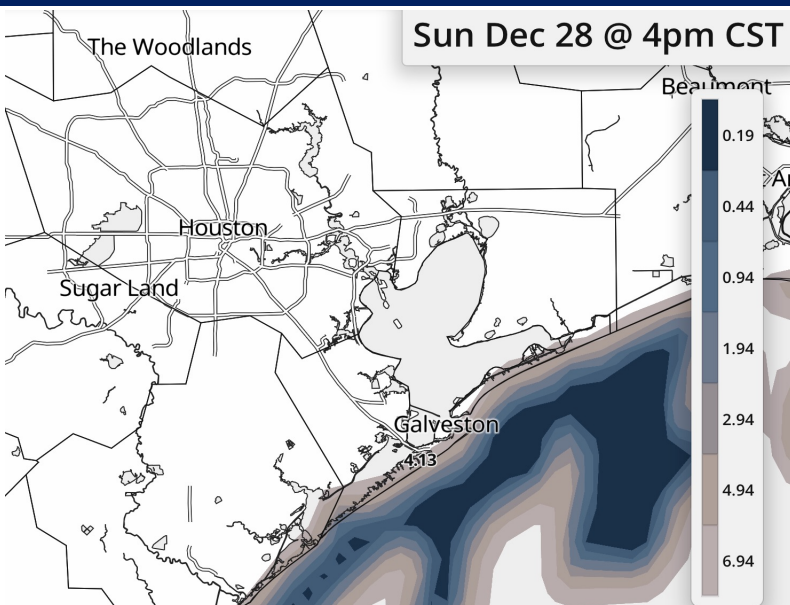 Sun Dec 28 @ 4pm CST
The Woodlands
Beaumont
0.19
0.44
Houston
0.94
Sugar Land
1.94
2.94
Galveston
4.13
4.94
6.94